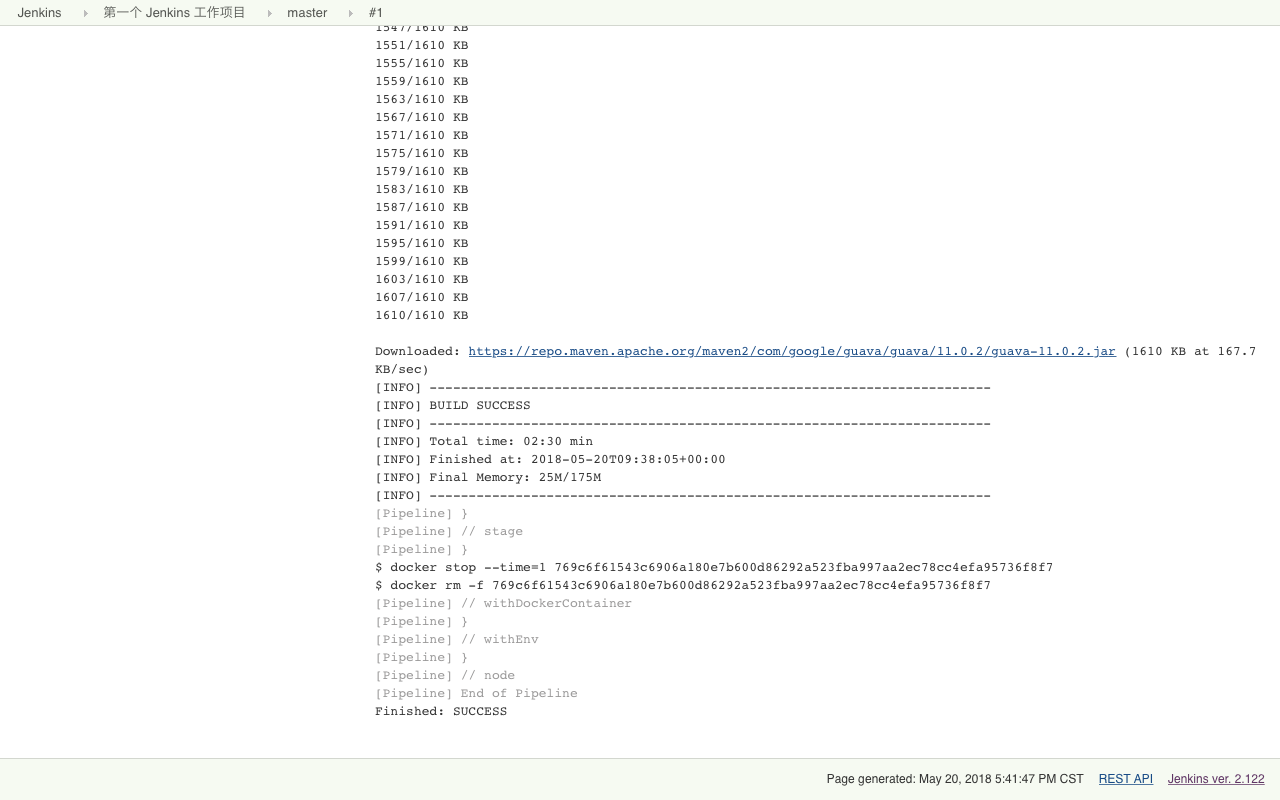 Jenkins 第一个 Jenkins 工作项目 master #1
1547/1610 KB
1551/1610 KB
1555/1610 KB
1559/1610 KB
1563/1610 KB
1567/1610 KB
1571/1610 KB
1575/1610 KB
1579/1610 KB
1583/1610 KB
1587/1610 KB
1591/1610 KB
1595/1610 KB
1599/1610 KB
1603/1610 KB
1607/1610 KB
1610/1610 KB
Downloaded: https://repo.maven.apache.org/maven2/com/google/guava/guava/11.0.2/guava-11.0.2.jar (1610 KB at 167.7
KB/sec)
[INFO] ------------------------------------------------------------------------
[INFO] BUILD SUCCESS
[INFO] ------------------------------------------------------------------------
[INFO] Total time: 02:30 min
[INFO] Finished at: 2018-05-20T09:38:05+00:00
[INFO] Final Memory: 25M/175M
[INFO] ------------------------------------------------------------------------
[Pipeline] }
[Pipeline] // stage
[Pipeline] }
$ docker stop --time=1 769c6f61543c6906a180e7b600d86292a523fba997aa2ec78cc4efa95736f8f7
$ docker rm -f 769c6f61543c6906a180e7b600d86292a523fba997aa2ec78cc4efa95736f8f7
[Pipeline] // withDockerContainer
[Pipeline] }
[Pipeline] // withEnv
[Pipeline] }
[Pipeline] // node
[Pipeline] End of Pipeline
Finished: SUCCESS
Page generated: May 20, 2018 5:41:47 PM CST REST API Jenkins ver. 2.122